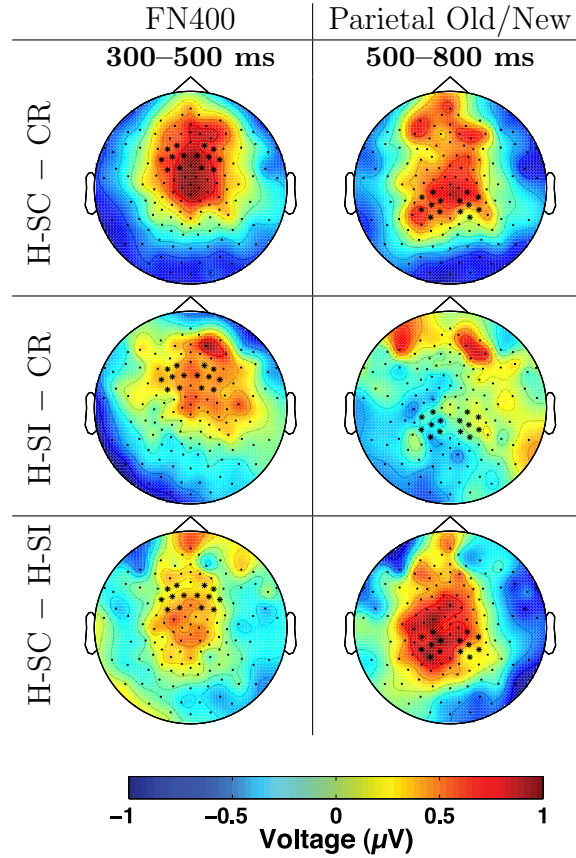 FN400 Parietal Old/New
300–500 ms 500–800 ms
H-SC – CR
H-SI – CR
H-SC – H-SI
−1 −0.5 0 0.5 1
Voltage (µV)